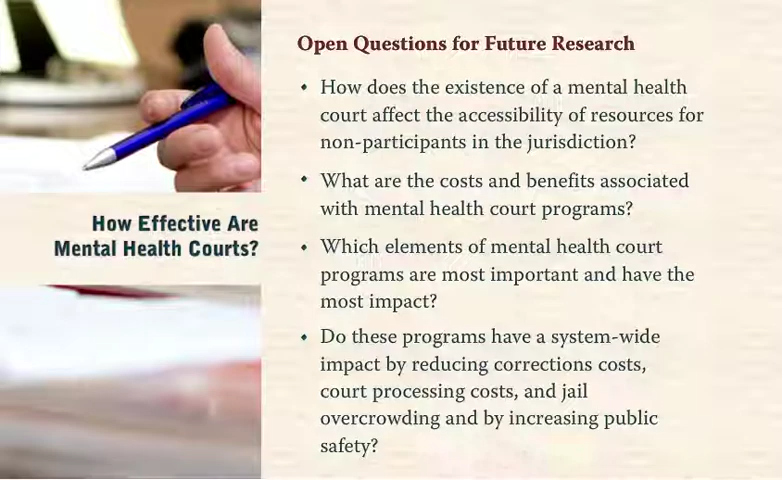 Open Questions for Future Research
• How does the existence of a mental health
court affect the accessibility of resources for
non-participants in the jurisdiction?
• What are the costs and benefits associated
with mental health court programs?
• Which elements of mental health court
programs are most important and have the
most impact?
• Do these programs have a system-wide
impact by reducing corrections costs,
court processing costs, and jail
overcrowding and by increasing public
safety?
How Effective Are
Mental Health Courts?